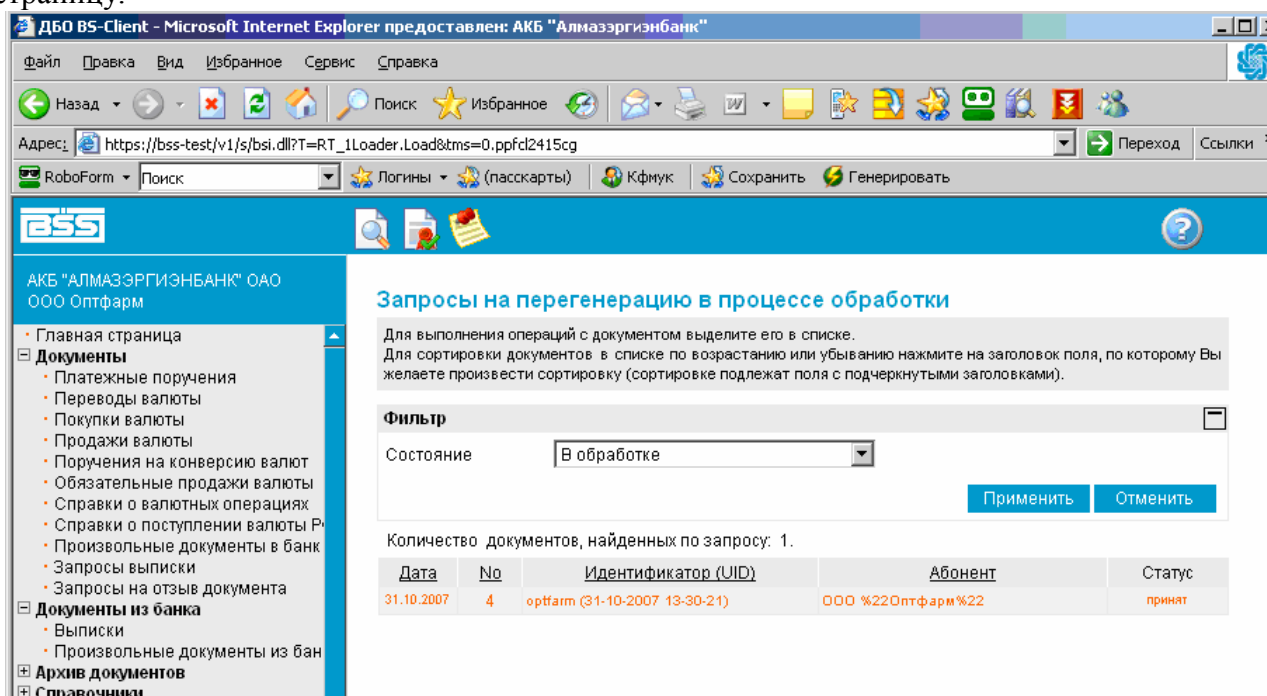 страницу.
ДБО BS-Client - Microsoft Internet Explorer предоставлен: АКБ "Алмазэргиэнбанк"
Файл Правка Вид Избранное Сервис Справка
Назад Поиск Избранное
Адрес: https://bss-test/v1/s/bsi.dll?T=RT_1Loader.Load&tms=0.ppfcl2415cg Переход Ссылки
RoboForm Поиск Логины (пасскарты) Кфмук Сохранить Генерировать
BSS
АКБ "АЛМАЗЭРГИЭНБАНК" ОАО
ООО Оптфарм
Главная страница
Документы
Платежные поручения
Переводы валюты
Покупки валюты
Продажи валюты
Поручения на конверсию валют
Обязательные продажи валюты
Справки о валютных операциях
Справки о поступлении валюты Р
Произвольные документы в банк
Запросы выписки
Запросы на отзыв документа
Документы из банка
Выписки
Произвольные документы из бан
Архив документов
Справочники
Запросы на перегенерацию в процессе обработки
Для выполнения операций с документом выделите его в списке.
Для сортировки документов в списке по возрастанию или убыванию нажмите на заголовок поля, по которому Вы
желаете произвести сортировку (сортировке подлежат поля с подчеркнутыми заголовками).
Фильтр
Состояние В обработке
Применить Отменить
Количество документов, найденных по запросу: 1.
Дата No Идентификатор (UID) Абонент Статус
31.10.2007 4 optfarm (31-10-2007 13-30-21) ООО %22Оптфарм%22 принят